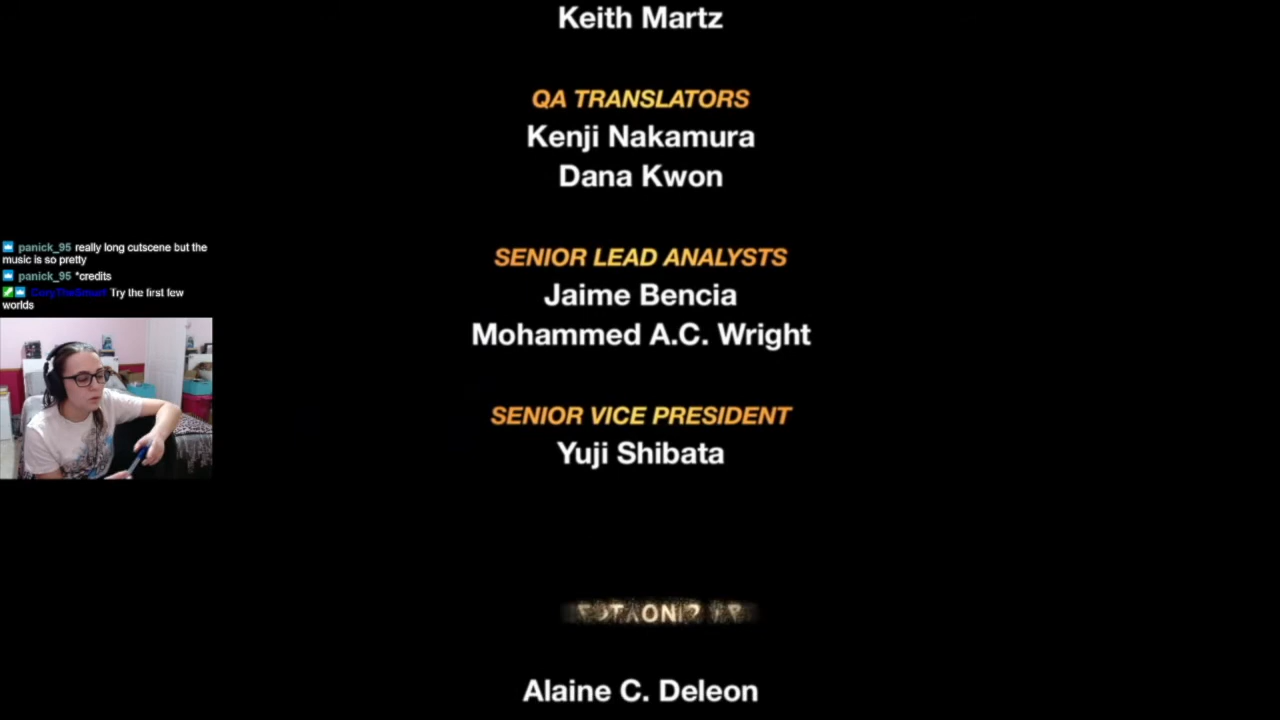 Keith Martz
QA TRANSLATORS
Kenji Nakamura
Dana Kwon
SENIOR LEAD ANALYSTS
Jaime Bencia
Mohammed A.C. Wright
SENIOR VICE PRESIDENT
Yuji Shibata
Alaine C. Deleon
panick_95 really long cutscene but the
music is so pretty
panick_95 *credits
Try the first few
worlds